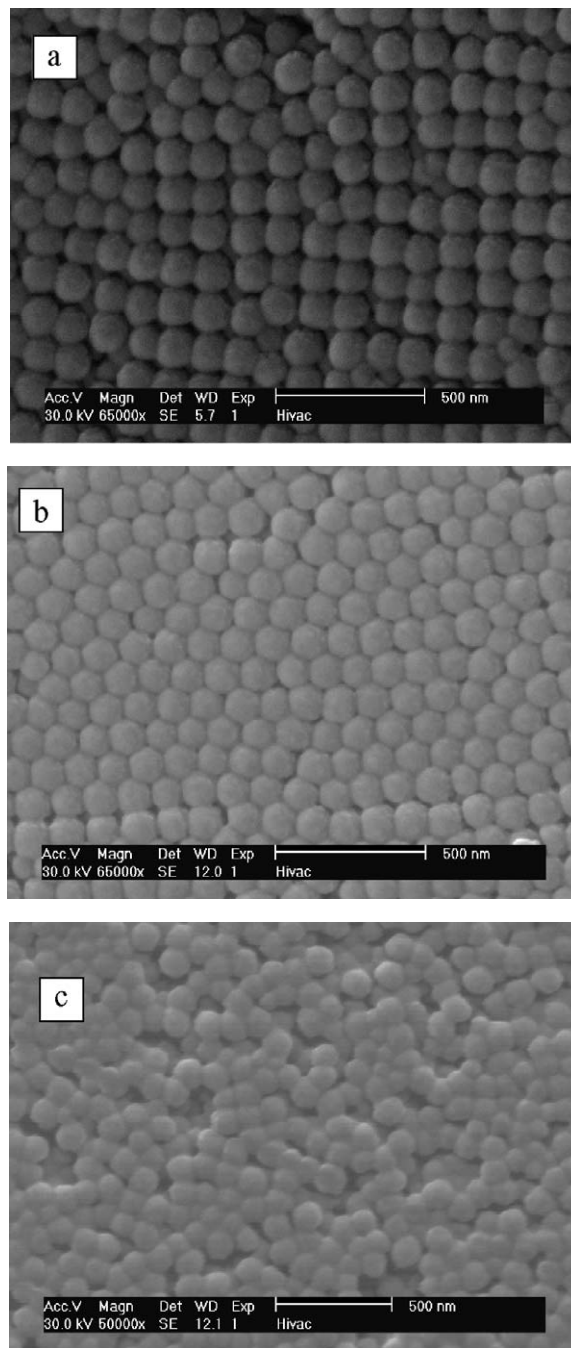 a
Acc.V Magn Det WD Exp 500 nm
30.0 kV 65000x SE 5.7 1 Hivac
b
Acc.V Magn Det WD Exp 500 nm
30.0 kV 65000x SE 12.0 1 Hivac
c
Acc.V Magn Det WD Exp 500 nm
30.0 kV 50000x SE 12.1 1 Hivac